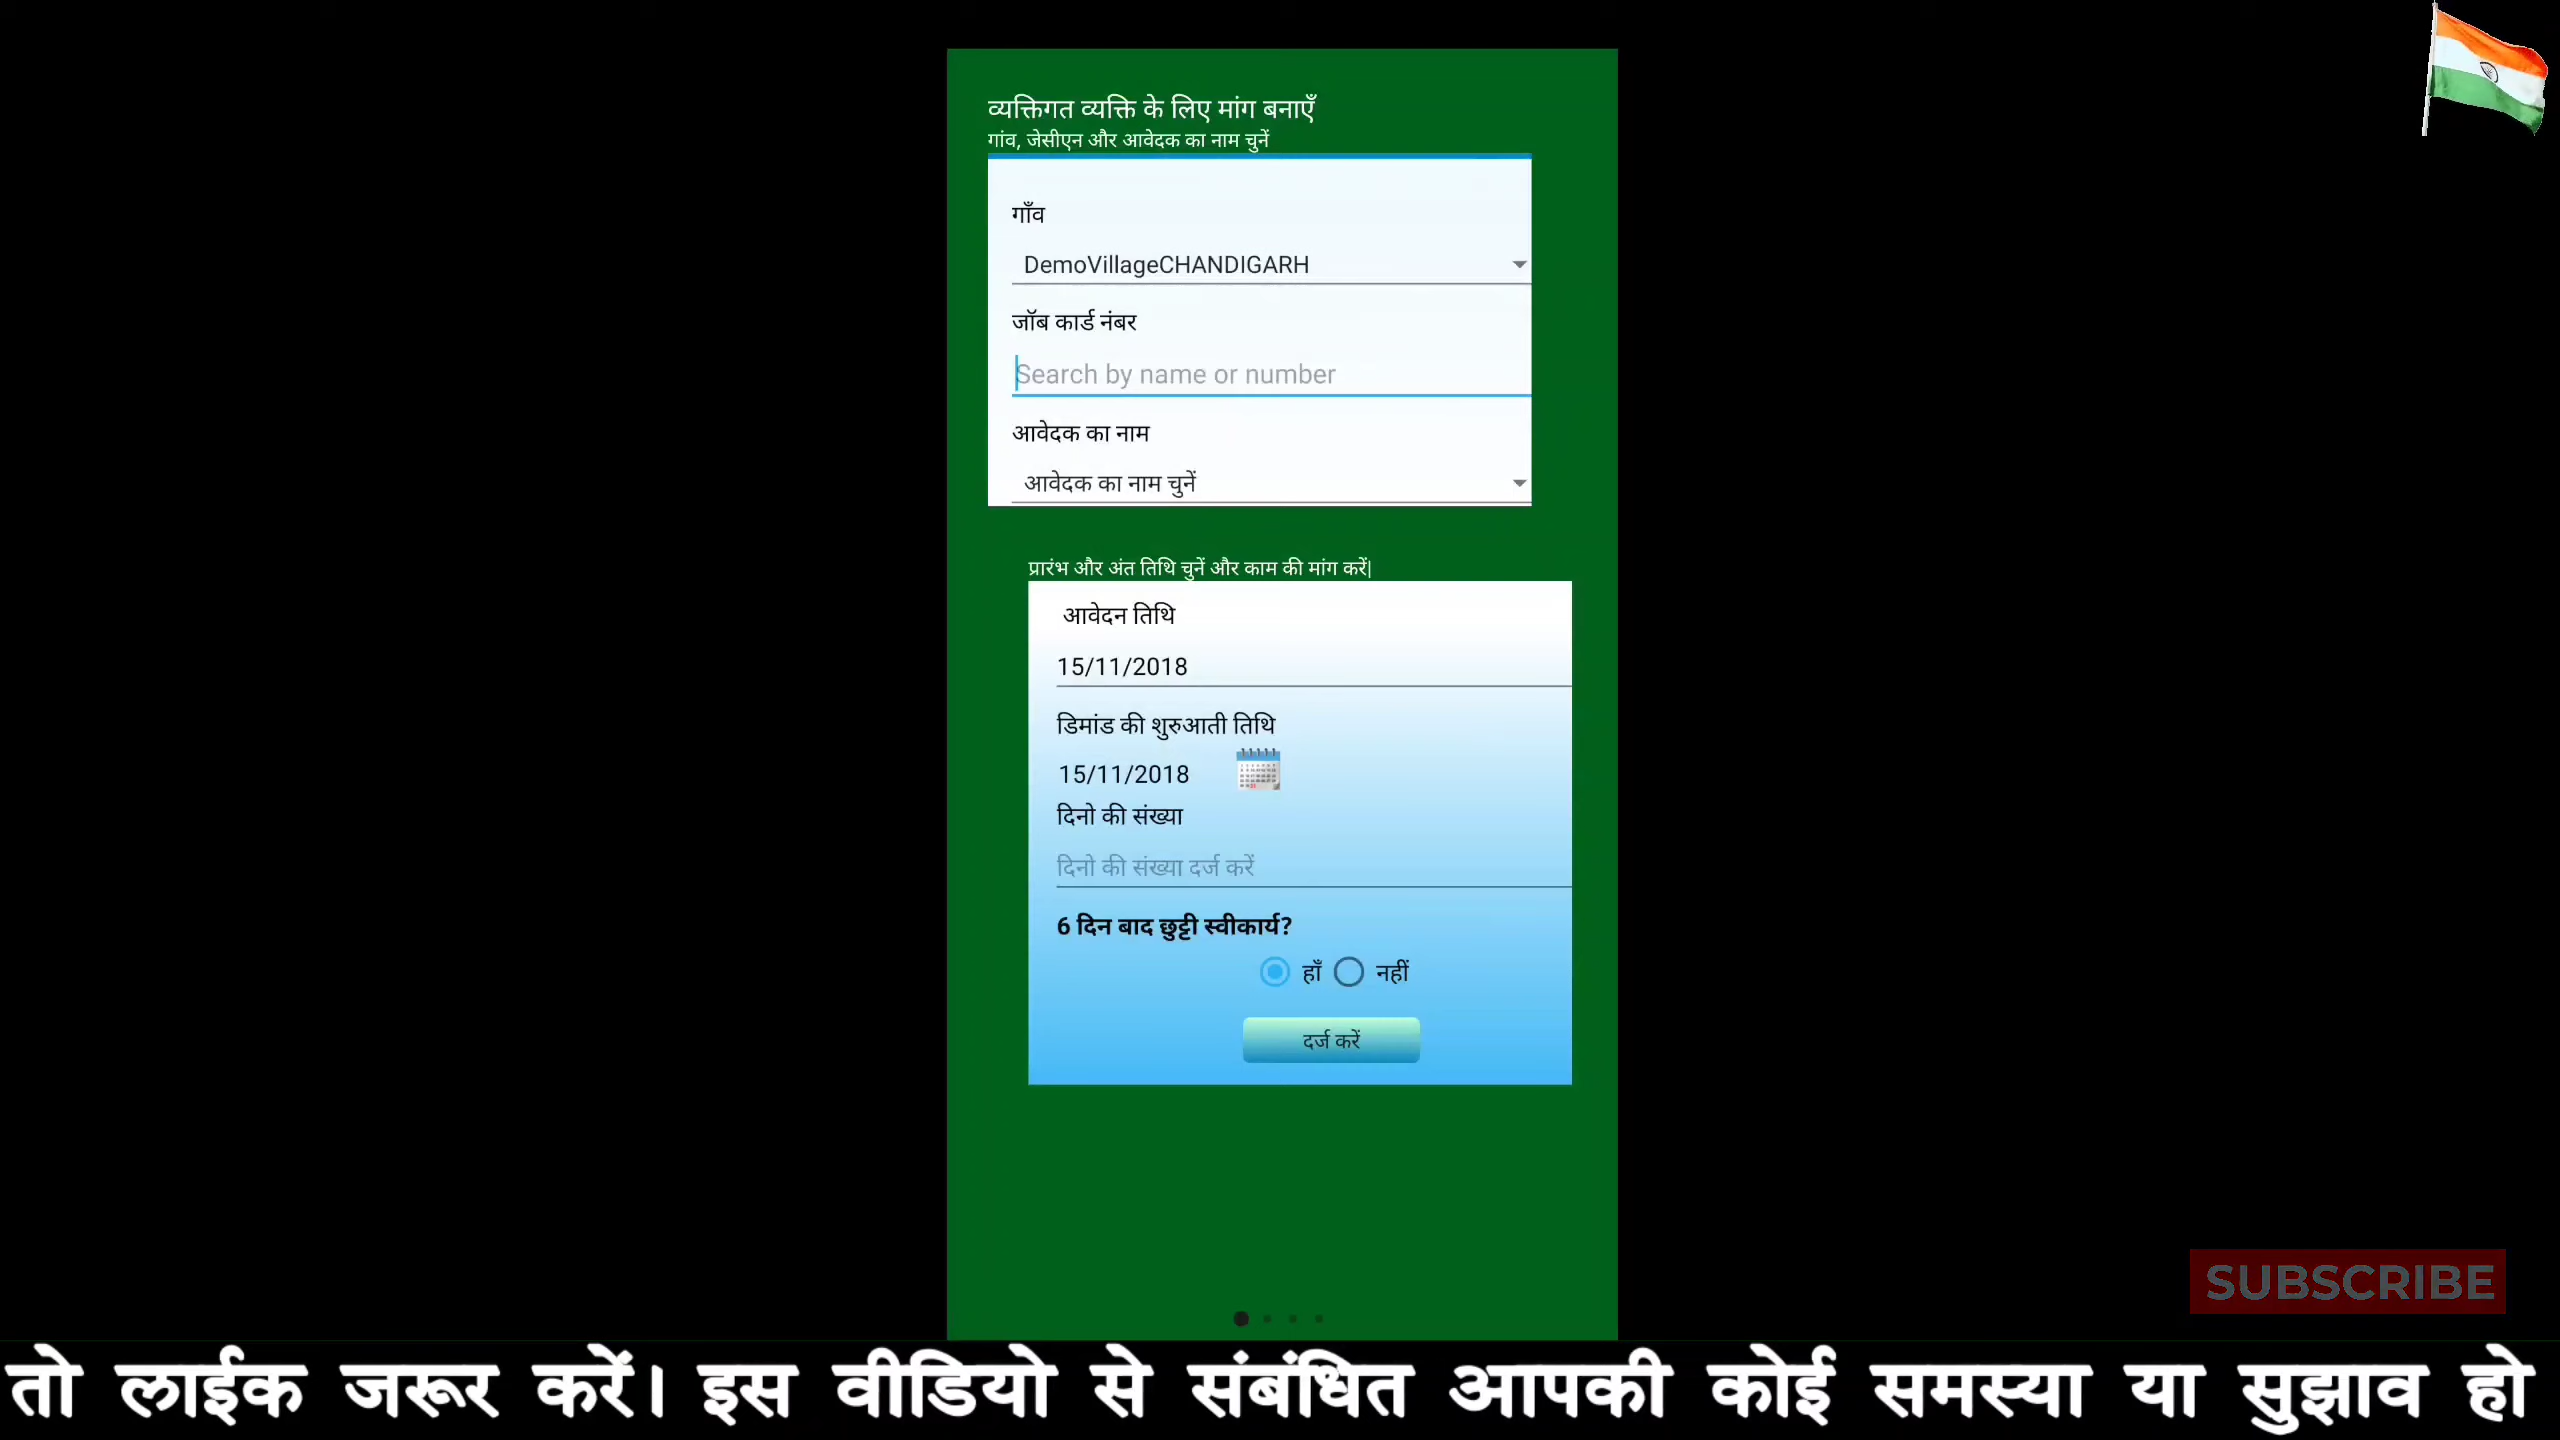 व्यक्तिगत व्यक्ति के लिए मांग बनाएँ
गांव, जेसीएन और आवेदक का नाम चुनें
गाँव
DemoVillageCHANDIGARH
जॉब कार्ड नंबर
Search by name or number
आवेदक का नाम
आवेदक का नाम चुनें
प्रारंभ और अंत तिथि चुनें और काम की मांग करें|
आवेदन तिथि
15/11/2018
डिमांड की शुरुआती तिथि
15/11/2018
दिनो की संख्या
दिनो की संख्या दर्ज करें
6 दिन बाद छुट्टी स्वीकार्य?
हाँ नहीं
दर्ज करें
SUBSCRIBE
तो लाईक जरूर करें। इस वीडियो से संबंधित आपकी कोई समस्या या सुझाव हो